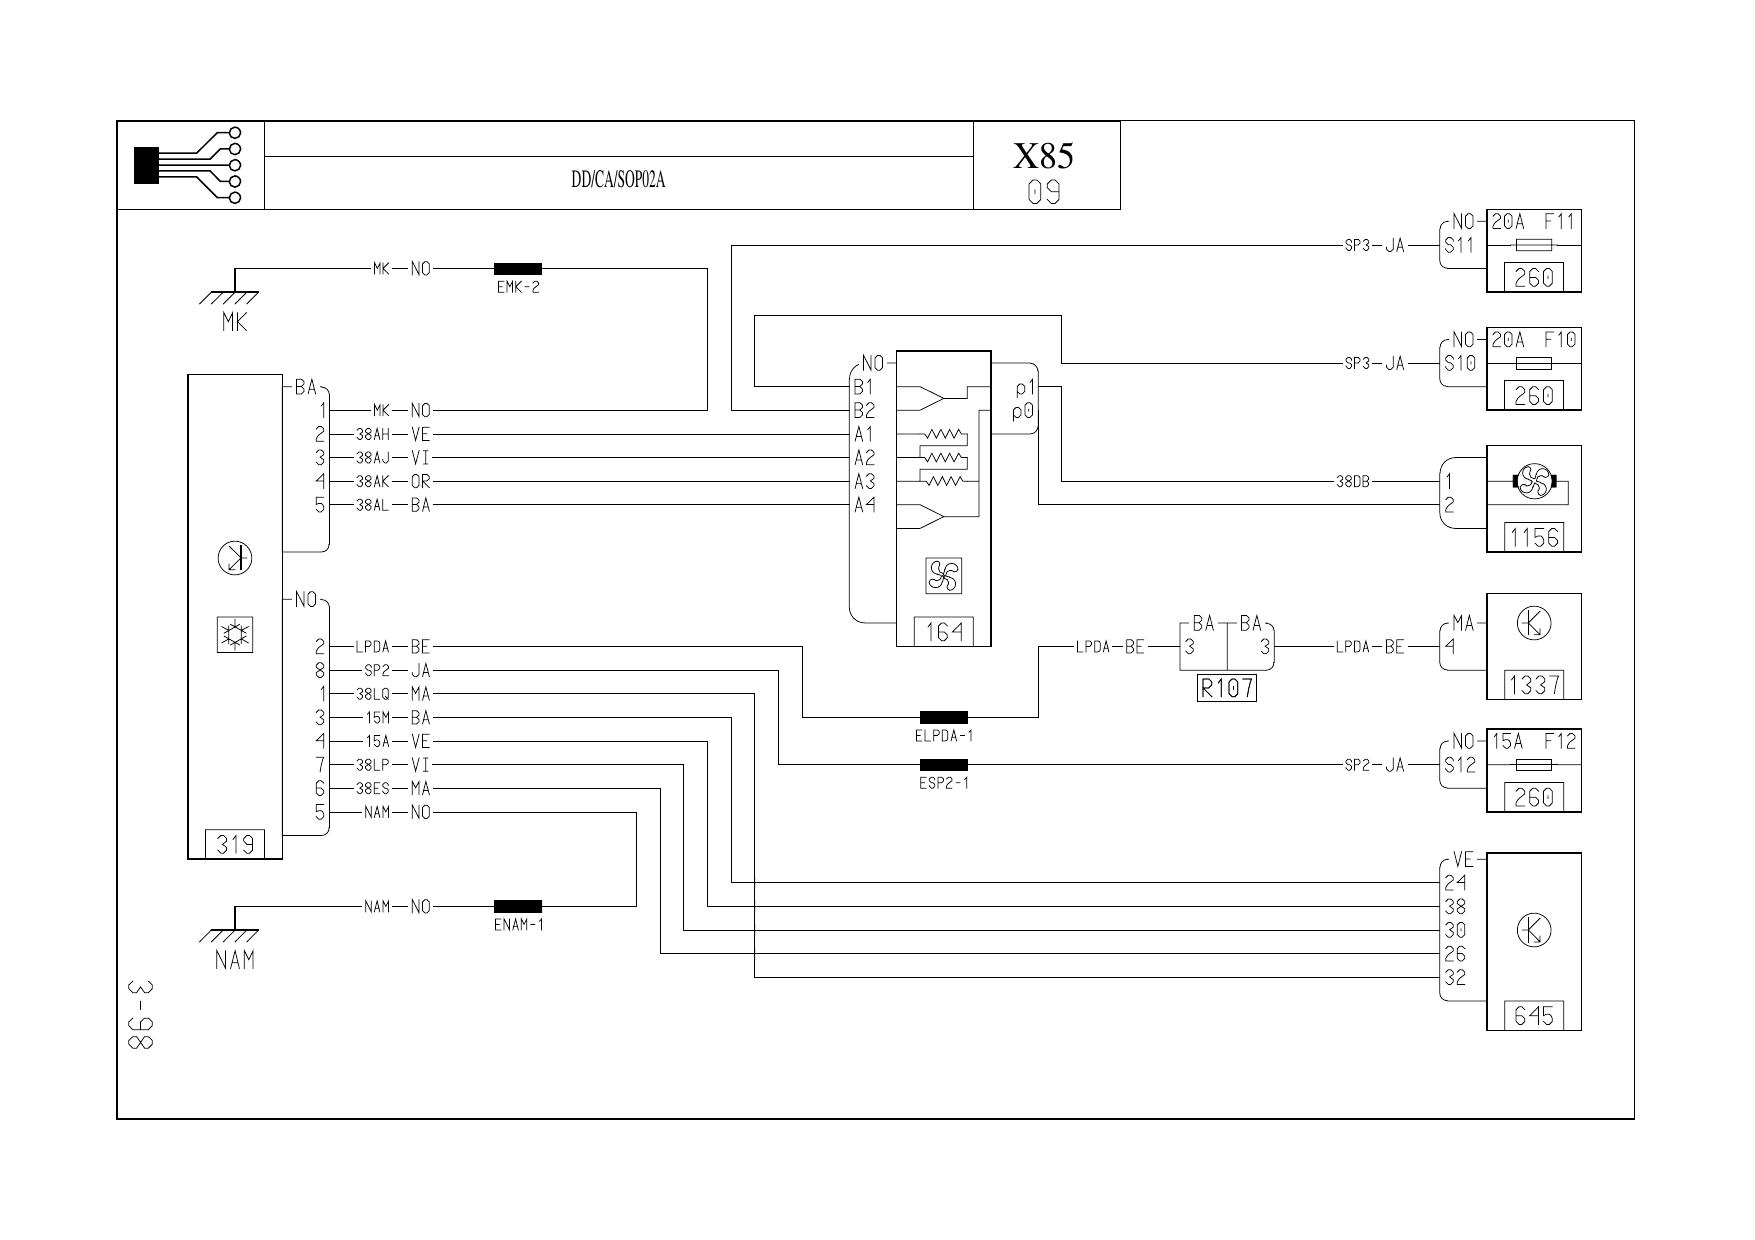 DD/CA/SOP02A
X85
09
NO 20A F11
SP3 JA S11
260
MK NO
EMK-2
MK
NO 20A F10
SP3 JA S10
260
NO
B1 p1
B2 p0
A1
A2
A3
A4
164
BA
1 MK NO
2 38AH VE
3 38AJ VI
4 38AK OR
5 38AL BA
38DB 1
2
1156
NO
2 LPDA BE
8 SP2 JA
1 38LQ MA
3 15M BA
4 15A VE
7 38LP VI
6 38ES MA
5 NAM NO
319
LPDA BE
BA BA
3 3
R107
LPDA BE
MA
4
1337
ELPDA-1
ESP2-1
NO 15A F12
SP2 JA S12
260
NAM NO
ENAM-1
NAM
VE
24
38
30
26
32
645
3-98